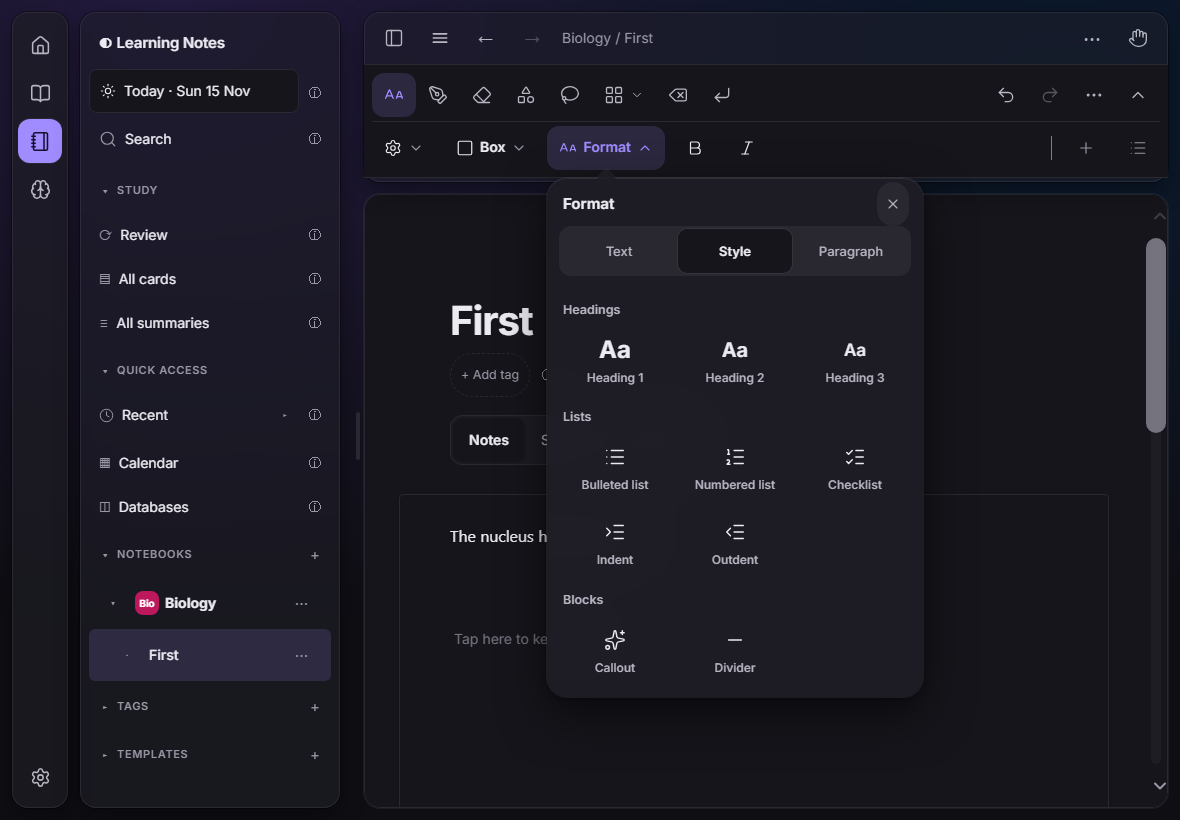 Learning Notes
Today · Sun 15 Nov
Search
STUDY
Review
All cards
All summaries
QUICK ACCESS
Recent
Calendar
Databases
NOTEBOOKS
Bio Biology
First
TAGS
TEMPLATES
Biology / First
AA
Box
AA Format
B I
Format
Text Style Paragraph
Headings
Aa Aa Aa
Heading 1 Heading 2 Heading 3
Lists
Bulleted list Numbered list Checklist
Indent Outdent
Blocks
Callout Divider
First
+ Add tag
Notes
The nucleus
Tap here to